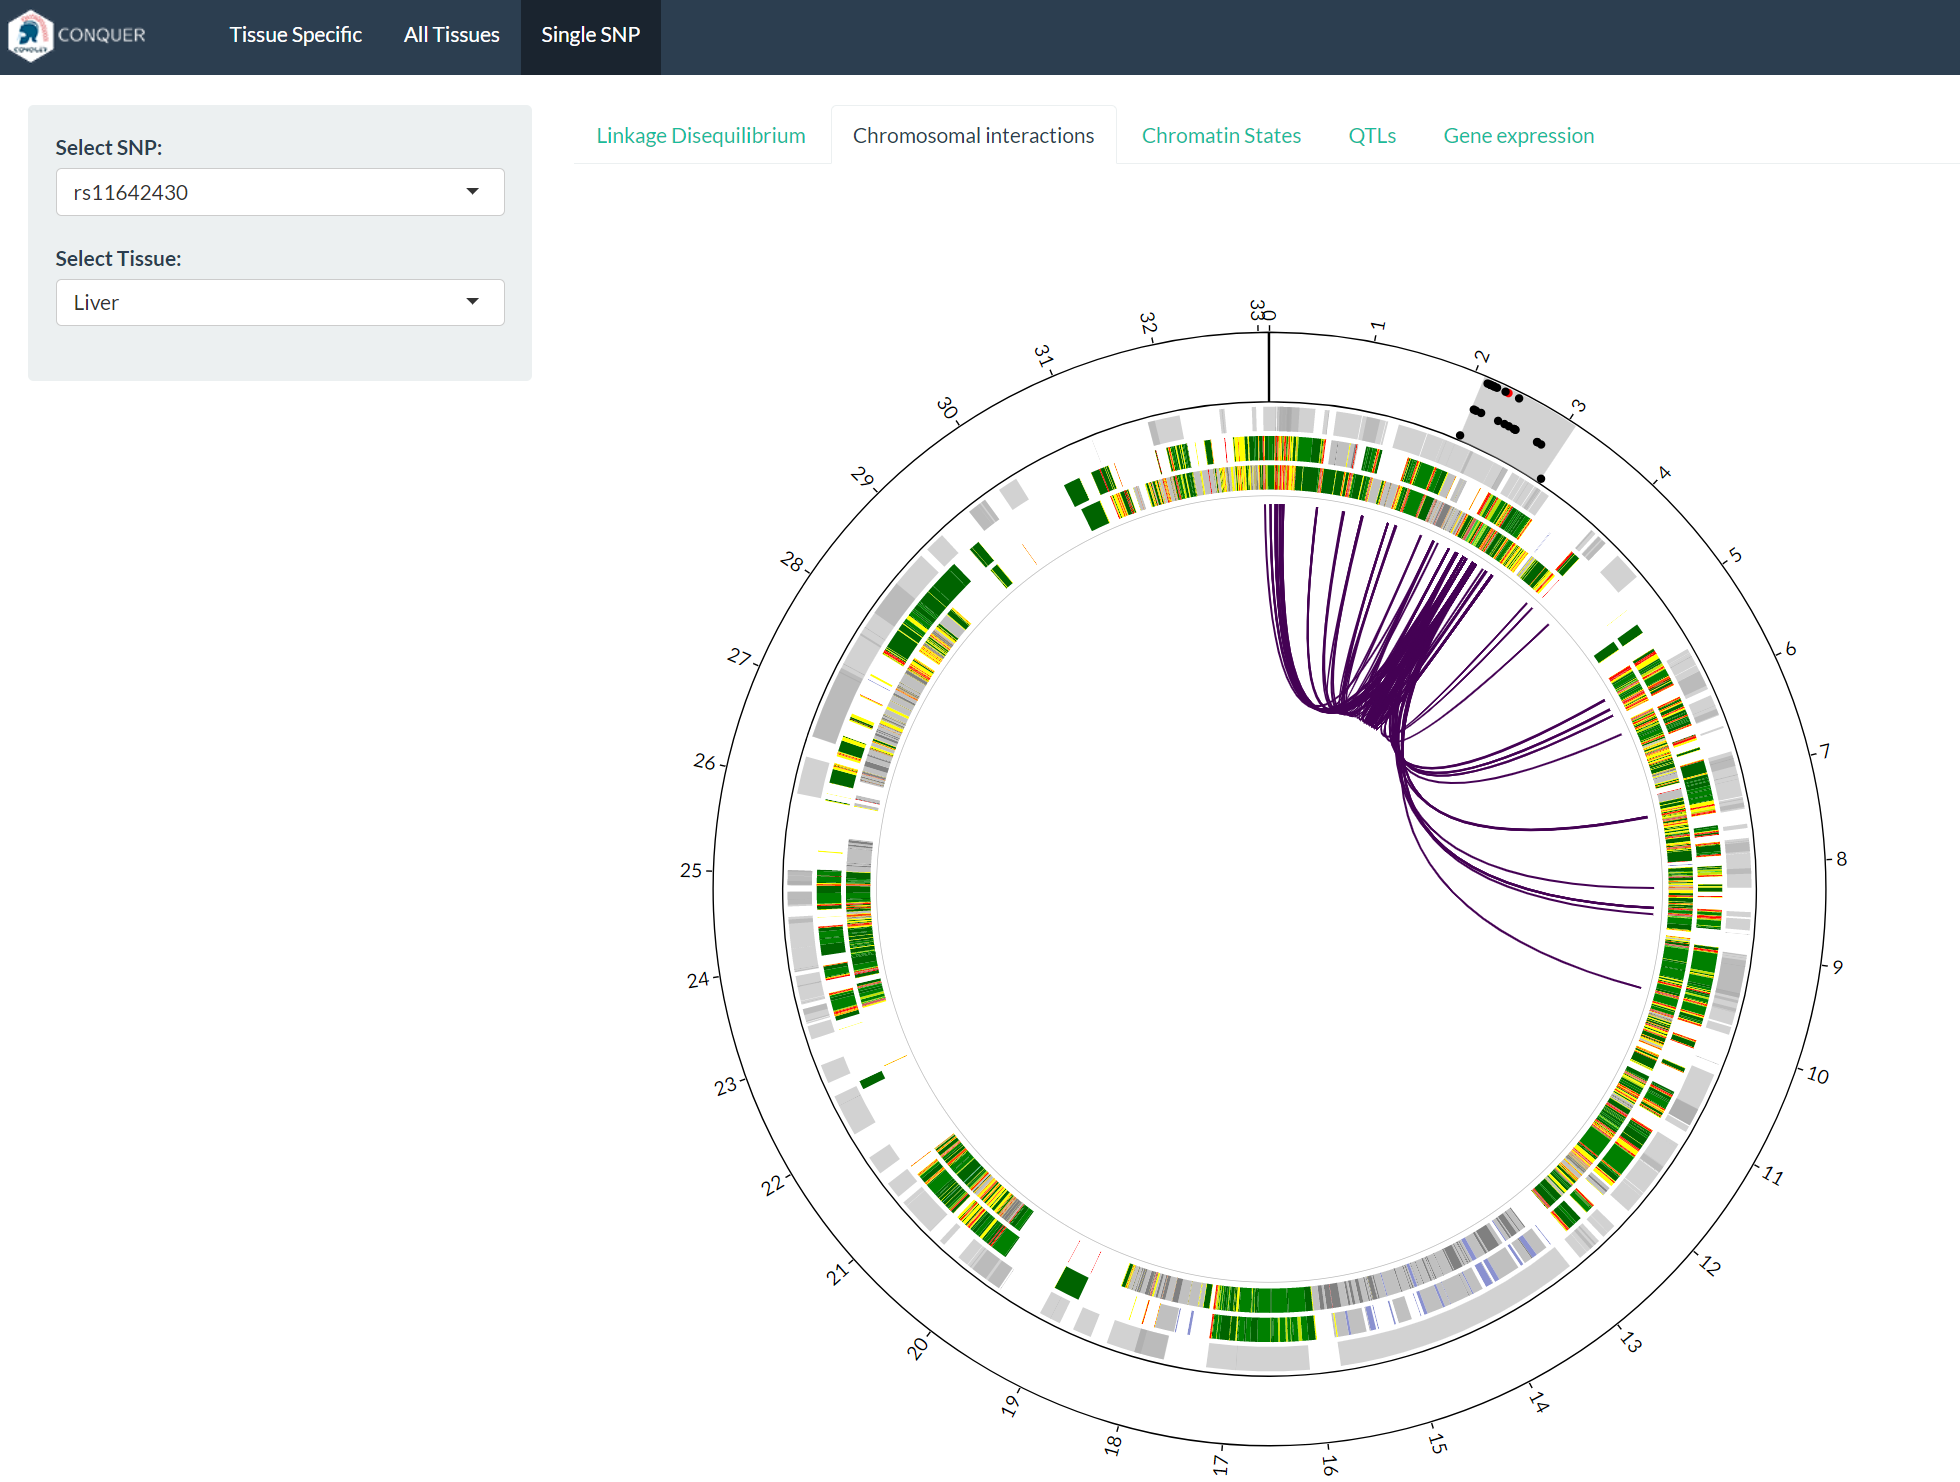 CONQUER
Tissue Specific
All Tissues
Single SNP
Select SNP:
rs11642430
Select Tissue:
Liver
Linkage Disequilibrium
Chromosomal interactions
Chromatin States
QTLs
Gene expression
0
1
2
3
4
5
6
7
8
9
10
11
12
13
14
15
16
17
18
19
20
21
22
23
24
25
26
27
28
29
30
31
32
33